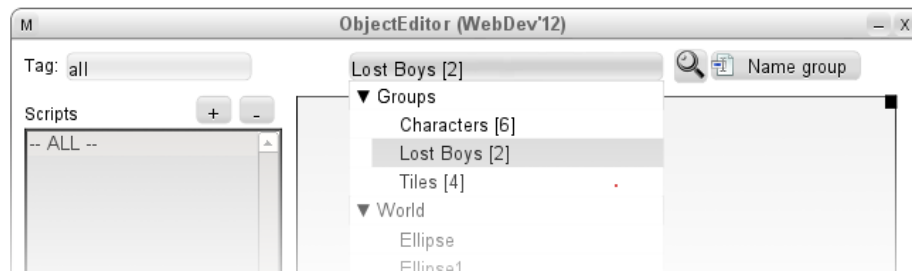 M ObjectEditor (WebDev'12) – X
Tag: all
Lost Boys [2]
Name group
Scripts + -
-- ALL --
▼ Groups
Characters [6]
Lost Boys [2]
Tiles [4]
▼ World
Ellipse
Ellipse1